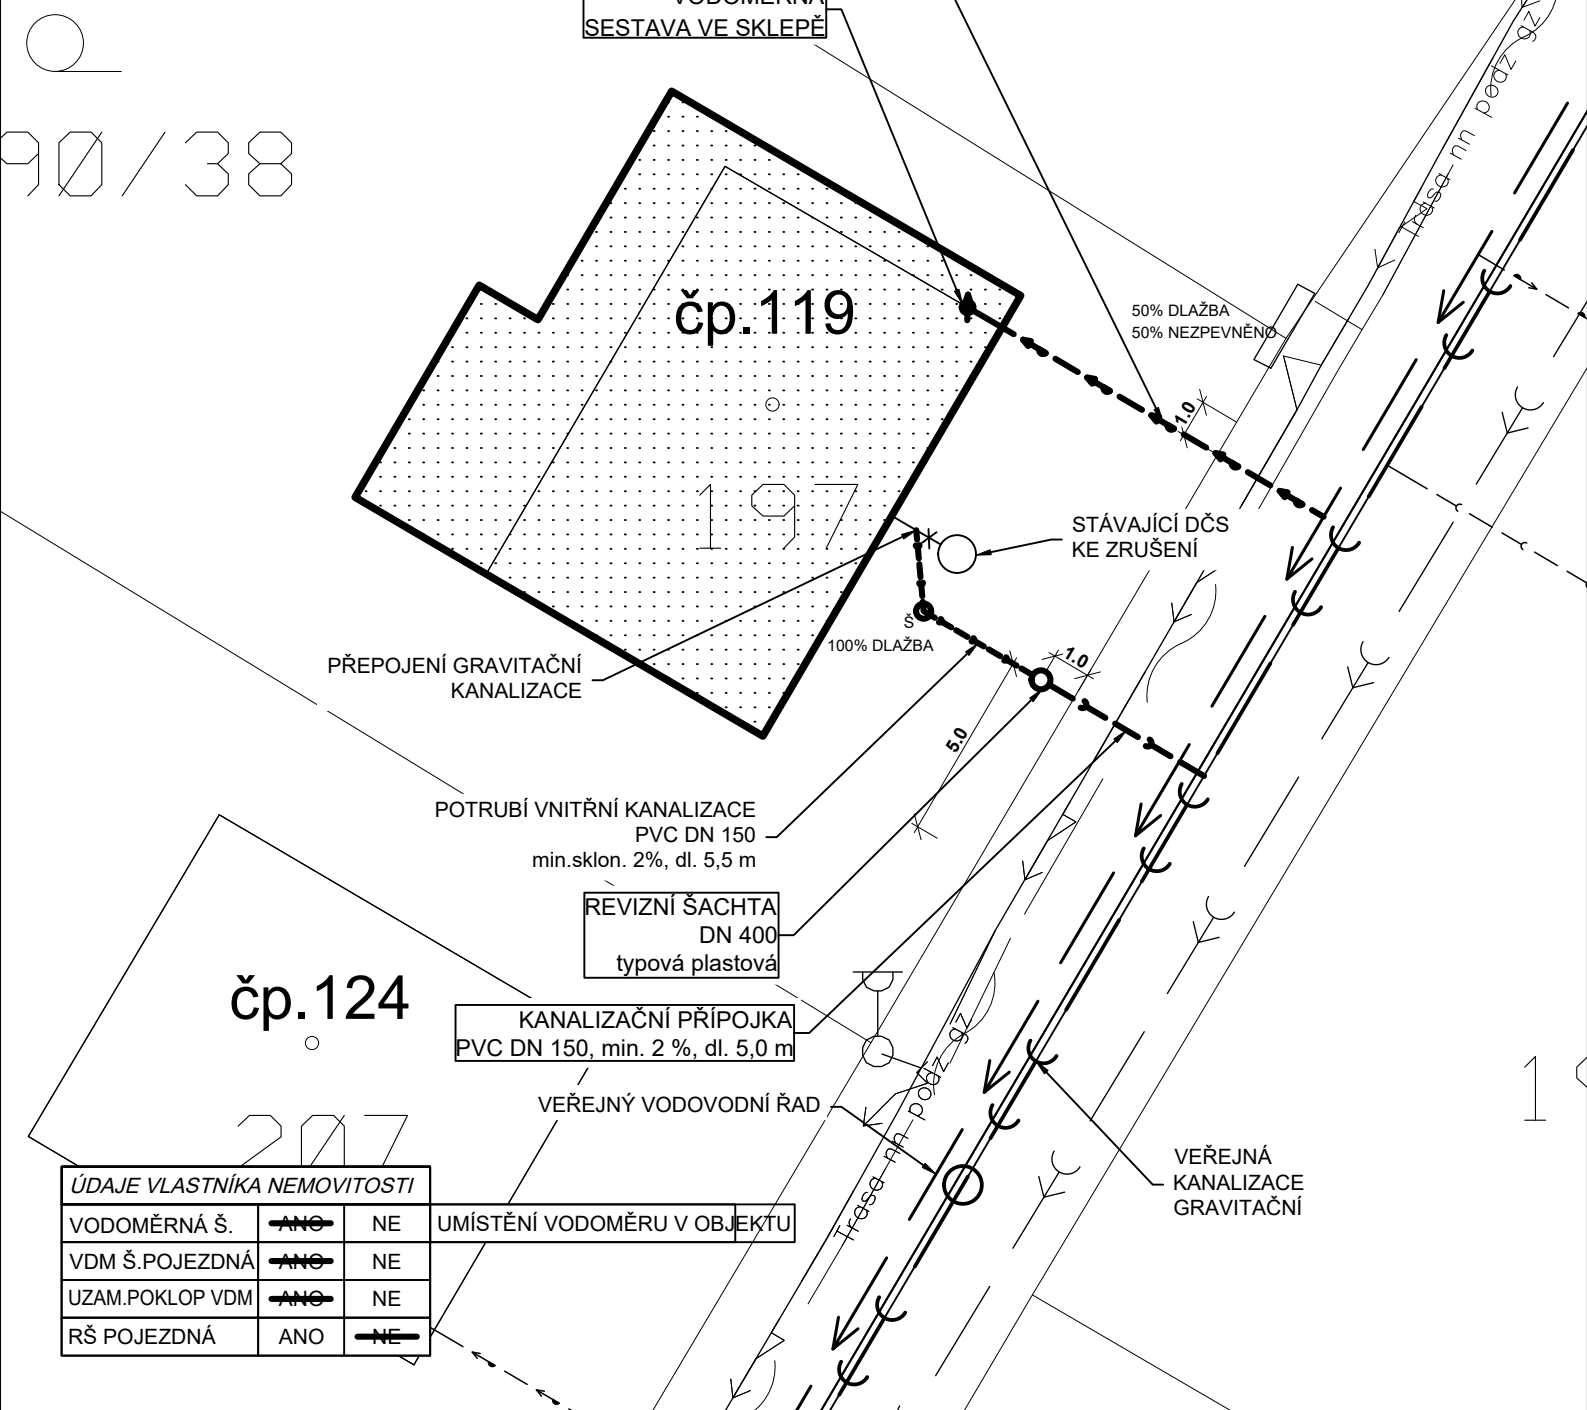 VODOMĚRNÁ
SESTAVA VE SKLEPĚ
Trasa nn podz gz
90/38
čp.119
50% DLAŽBA
50% NEZPEVNĚNO
1.0
197
STÁVAJÍCÍ DČS
KE ZRUŠENÍ
Š
100% DLAŽBA
1.0
PŘEPOJENÍ GRAVITAČNÍ
KANALIZACE
5.0
POTRUBÍ VNITŘNÍ KANALIZACE
PVC DN 150
min.sklon. 2%, dl. 5,5 m
REVIZNÍ ŠACHTA
DN 400
typová plastová
čp.124
KANALIZAČNÍ PŘÍPOJKA
PVC DN 150, min. 2 %, dl. 5,0 m
Trasa nn podz gz
VEŘEJNÝ VODOVODNÍ ŘAD
207
VEŘEJNÁ
KANALIZACE
GRAVITAČNÍ
ÚDAJE VLASTNÍKA NEMOVITOSTI
VODOMĚRNÁ Š. ANO NE UMÍSTĚNÍ VODOMĚRU V OBJEKTU
VDM Š.POJEZDNÁ ANO NE
UZAM.POKLOP VDM ANO NE
RŠ POJEZDNÁ ANO NE